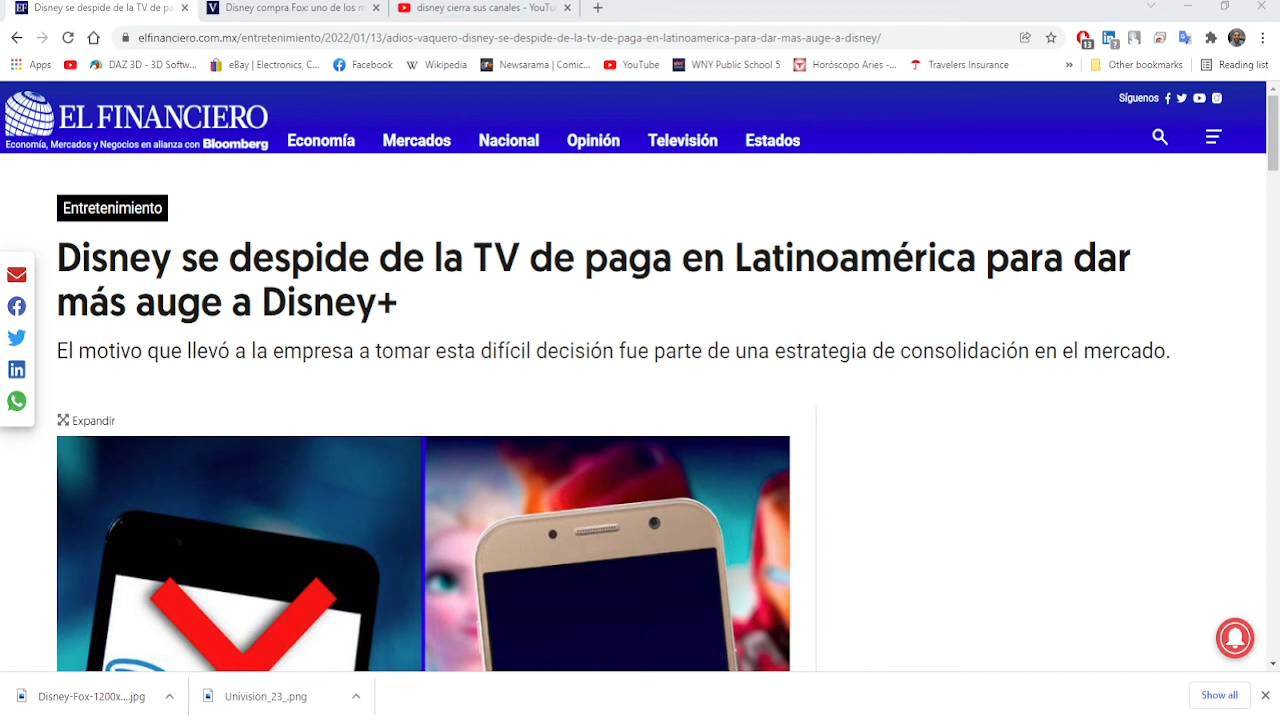 Disney se despide de la TV de pa
Disney compra Fox: uno de los m
disney cierra sus canales - YouTu
elfinanciero.com.mx/entretenimiento/2022/01/13/adios-vaquero-disney-se-despide-de-la-tv-de-paga-en-latinoamerica-para-dar-mas-auge-a-disney/
Apps
DAZ 3D - 3D Softw...
eBay | Electronics, C...
Facebook
Wikipedia
Newsarama | Comic...
YouTube
WNY Public School 5
Horóscopo Aries -...
Travelers Insurance
»
Other bookmarks
Reading list
EL FINANCIERO
Economía, Mercados y Negocios en alianza con Bloomberg
Economía
Mercados
Nacional
Opinión
Televisión
Estados
Síguenos
Entretenimiento
Disney se despide de la TV de paga en Latinoamérica para dar
más auge a Disney+
El motivo que llevó a la empresa a tomar esta difícil decisión fue parte de una estrategia de consolidación en el mercado.
Expandir
Disney-Fox-1200x....jpg
Univision_23_.png
Show all